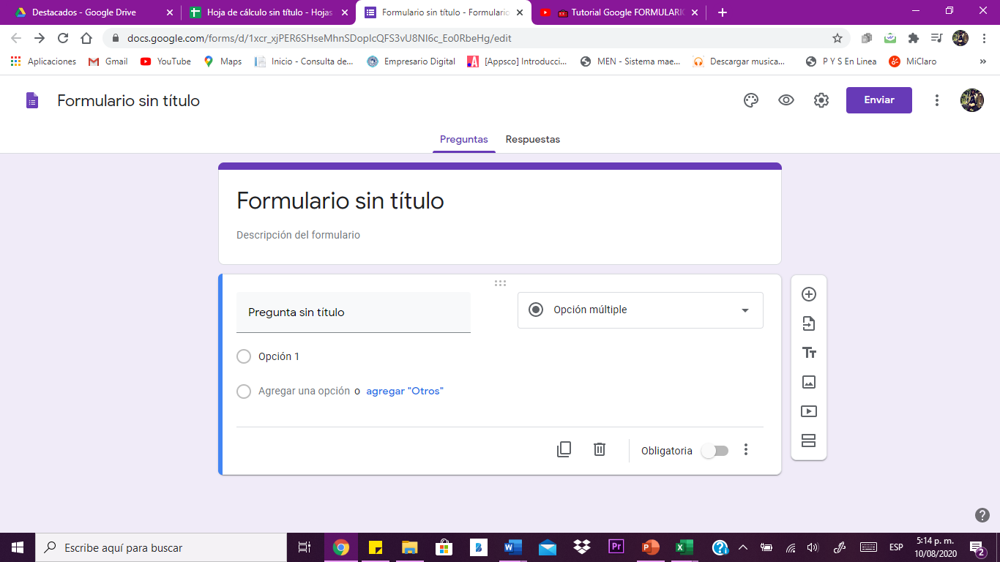 Destacados - Google Drive
Hoja de cálculo sin título - Hojas
Formulario sin título - Formulario
Tutorial Google FORMULARIO
docs.google.com/forms/d/1xcr_xjPER6SHseMhnSDopIcQFS3vU8NI6c_Eo0RbeHg/edit
Aplicaciones
Gmail
YouTube
Maps
Inicio - Consulta de...
Empresario Digital
[Appsco] Introducci...
MEN - Sistema mae...
Descargar musica...
P Y S En Linea
MiClaro
»
Formulario sin título
Enviar
Preguntas
Respuestas
Formulario sin título
Descripción del formulario
Pregunta sin título
Opción múltiple
Opción 1
Agregar una opción o agregar "Otros"
Obligatoria
Escribe aquí para buscar
ESP
5:14 p. m.
10/08/2020
2